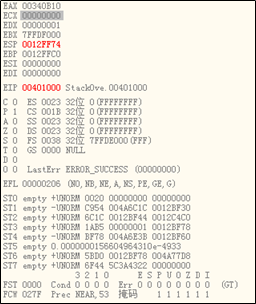 EAX 00340B10
ECX 00000000
EDX 00000001
EBX 7FFDF000
ESP 0012FF74
EBP 0012FFC0
ESI 00000000
EDI 00000000
EIP 00401000 StackOve.00401000
C 0 ES 0023 32位 0(FFFFFFFF)
P 1 CS 001B 32位 0(FFFFFFFF)
A 0 SS 0023 32位 0(FFFFFFFF)
Z 0 DS 0023 32位 0(FFFFFFFF)
S 0 FS 0038 32位 7FFDE000(FFF)
T 0 GS 0000 NULL
D 0
O 0 LastErr ERROR_SUCCESS (00000000)
EFL 00000206 (NO,NB,NE,A,NS,PE,GE,G)
ST0 empty +UNORM 0020 00000000 00000000
ST1 empty +UNORM C954 004A6C1C 0012BF30
ST2 empty +UNORM 6C1C 0012BF44 0012C4C0
ST3 empty +UNORM 1AB5 00000001 0012BF78
ST4 empty +UNORM BF78 004A6E3B 0012BF60
ST5 empty 0.0000000156604964310e-4933
ST6 empty +UNORM 5BD0 0012BF78 004A77D8
ST7 empty +UNORM 6F44 5C3A4322 00000000
3 2 1 0 E S P U O Z D I
FST 0000 Cond 0 0 0 0 Err 0 0 0 0 0 0 0 0 (GT)
FCW 027F Prec NEAR,53 掩码 1 1 1 1 1 1